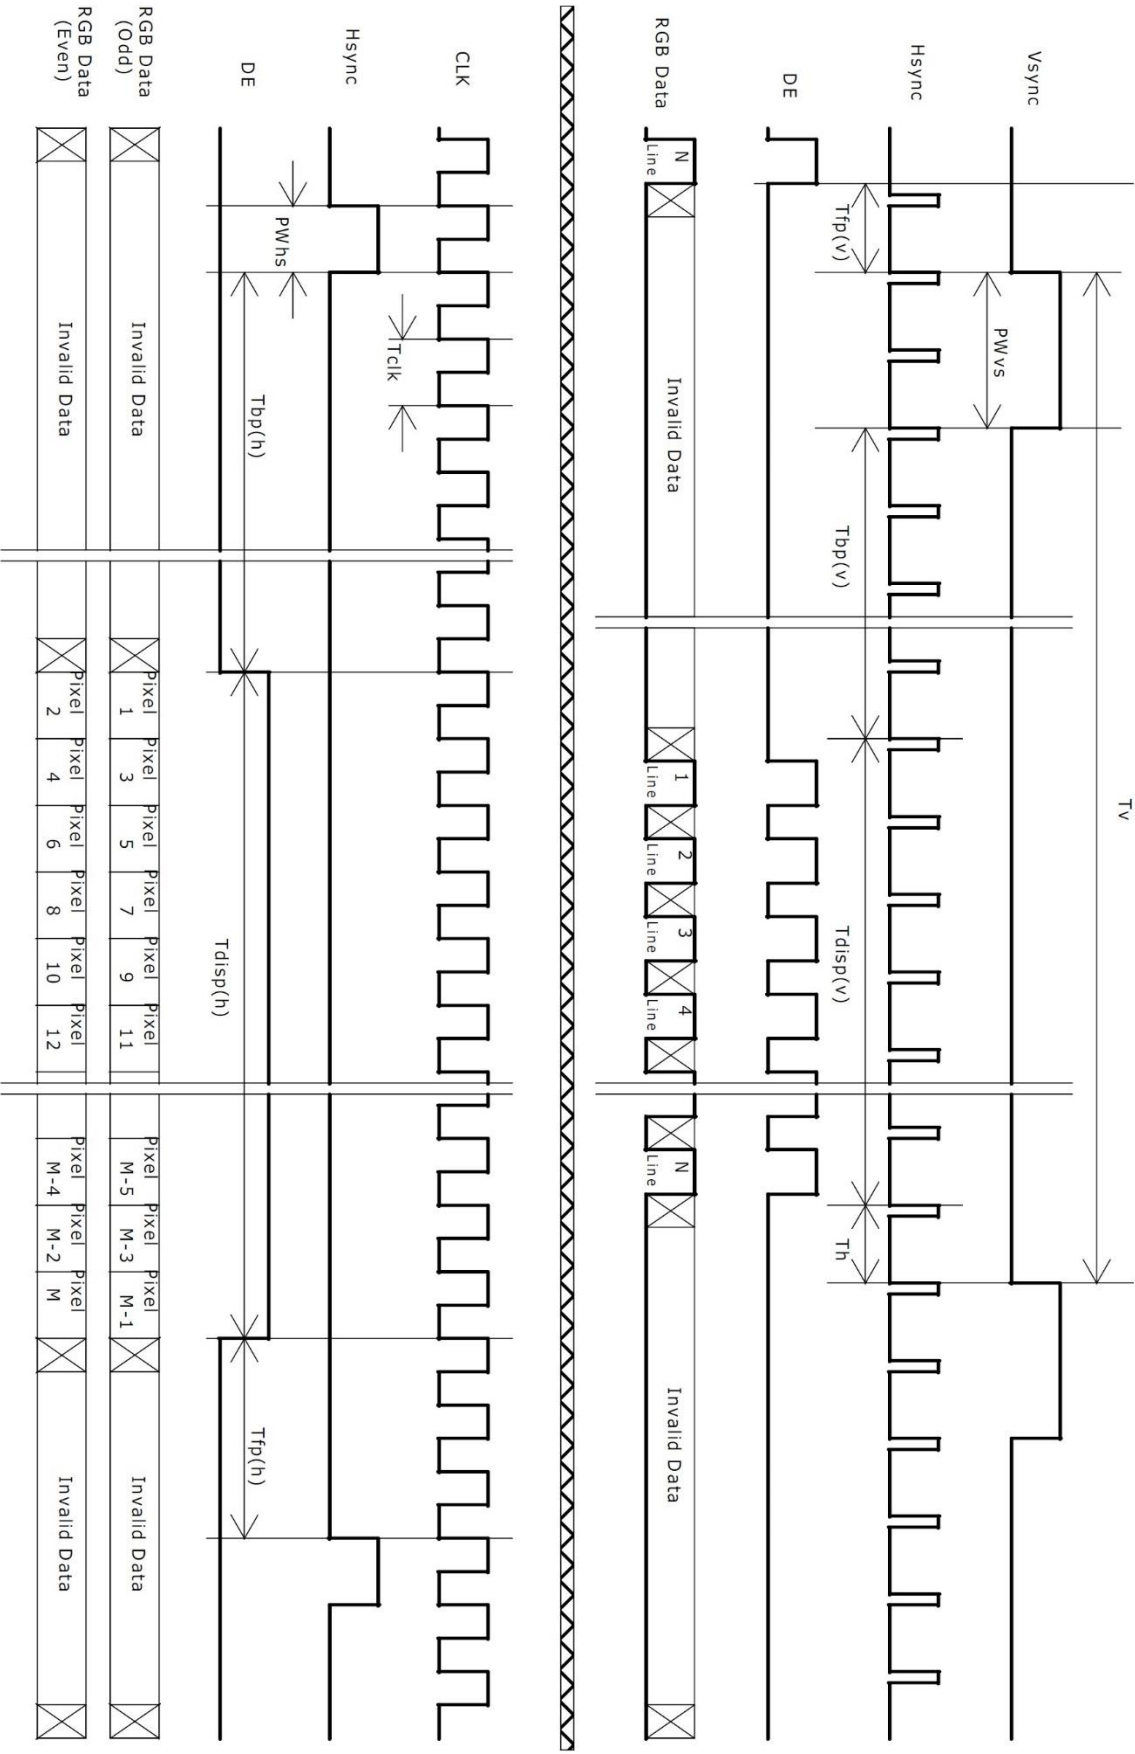 Tv
Vsync
PWvs
Hsync
Tfp(v)
Tbp(v)
Tdisp(v)
Th
DE
RGB Data
N
Line
Invalid Data
1
Line
2
Line
3
Line
4
Line
N
Line
Invalid Data
CLK
Tclk
Hsync
PWhs
Tbp(h)
Tdisp(h)
Tfp(h)
DE
RGB Data
(Odd)
Invalid Data
Pixel
1
Pixel
3
Pixel
5
Pixel
7
Pixel
9
Pixel
11
Pixel
M-5
Pixel
M-3
Pixel
M-1
Invalid Data
RGB Data
(Even)
Invalid Data
Pixel
2
Pixel
4
Pixel
6
Pixel
8
Pixel
10
Pixel
12
Pixel
M-4
Pixel
M-2
Pixel
M
Invalid Data